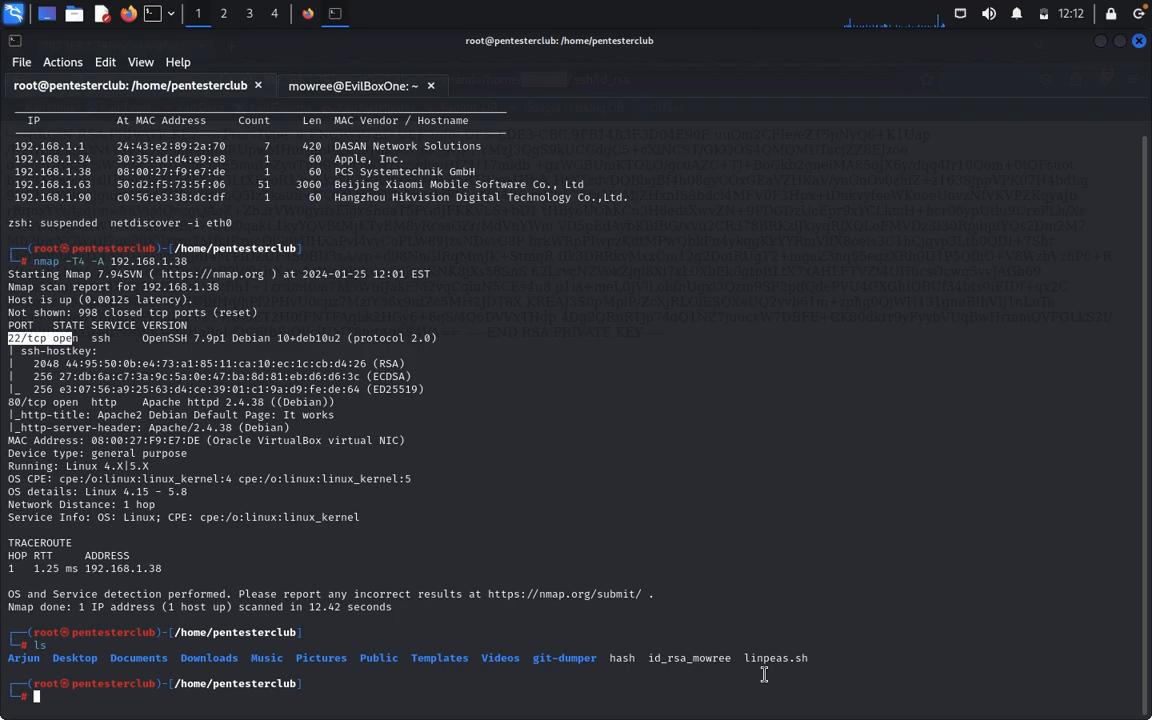 1 2 3 4 12:12
root@pentesterclub: /home/pentesterclub
File Actions Edit View Help
root@pentesterclub: /home/pentesterclub × mowree@EvilBoxOne: ~ ×
IP At MAC Address Count Len MAC Vendor / Hostname
192.168.1.1 24:43:e2:89:2a:70 7 420 DASAN Network Solutions
192.168.1.34 30:35:ad:d4:e9:e8 1 60 Apple, Inc.
192.168.1.38 08:00:27:f9:e7:de 1 60 PCS Systemtechnik GmbH
192.168.1.63 50:d2:f5:73:5f:06 51 3060 Beijing Xiaomi Mobile Software Co., Ltd
192.168.1.90 c0:56:e3:38:dc:df 1 60 Hangzhou Hikvision Digital Technology Co.,Ltd.
zsh: suspended netdiscover -i eth0
┌──(root㉿pentesterclub)-[/home/pentesterclub]
└─# nmap -T4 -A 192.168.1.38
Starting Nmap 7.94SVN ( https://nmap.org ) at 2024-01-25 12:01 EST
Nmap scan report for 192.168.1.38
Host is up (0.0012s latency).
Not shown: 998 closed tcp ports (reset)
PORT STATE SERVICE VERSION
22/tcp open ssh OpenSSH 7.9p1 Debian 10+deb10u2 (protocol 2.0)
| ssh-hostkey:
| 2048 44:95:50:0b:e4:73:a1:85:11:ca:10:ec:1c:cb:d4:26 (RSA)
| 256 27:db:6a:c7:3a:9c:5a:0e:47:ba:8d:81:eb:d6:d6:3c (ECDSA)
|_ 256 e3:07:56:a9:25:63:d4:ce:39:01:c1:9a:d9:fe:de:64 (ED25519)
80/tcp open http Apache httpd 2.4.38 ((Debian))
|_http-title: Apache2 Debian Default Page: It works
|_http-server-header: Apache/2.4.38 (Debian)
MAC Address: 08:00:27:F9:E7:DE (Oracle VirtualBox virtual NIC)
Device type: general purpose
Running: Linux 4.X|5.X
OS CPE: cpe:/o:linux:linux_kernel:4 cpe:/o:linux:linux_kernel:5
OS details: Linux 4.15 - 5.8
Network Distance: 1 hop
Service Info: OS: Linux; CPE: cpe:/o:linux:linux_kernel
TRACEROUTE
HOP RTT ADDRESS
1 1.25 ms 192.168.1.38
OS and Service detection performed. Please report any incorrect results at https://nmap.org/submit/ .
Nmap done: 1 IP address (1 host up) scanned in 12.42 seconds
┌──(root㉿pentesterclub)-[/home/pentesterclub]
└─# ls
Arjun Desktop Documents Downloads Music Pictures Public Templates Videos git-dumper hash id_rsa_mowree linpeas.sh
┌──(root㉿pentesterclub)-[/home/pentesterclub]
└─#